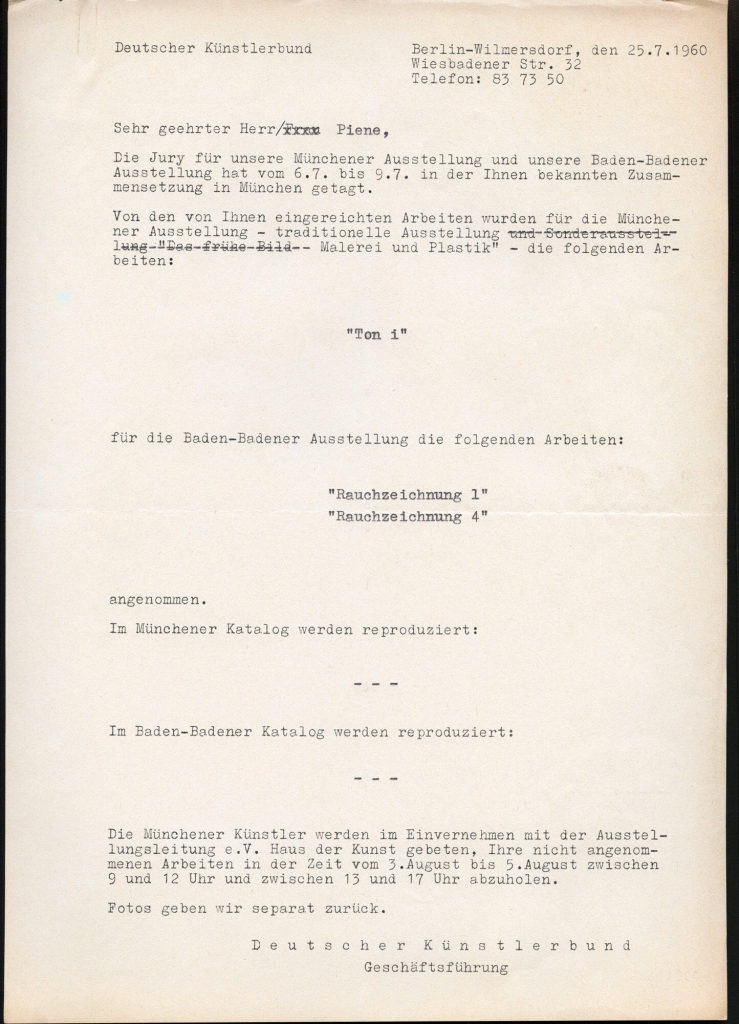 Deutscher Künstlerbund
Berlin-Wilmersdorf, den 25.7.1960
Wiesbadener Str. 32
Telefon: 83 73 50
Sehr geehrter Herr/Frau Piene,
Die Jury für unsere Münchener Ausstellung und unsere Baden-Badener
Ausstellung hat vom 6.7. bis 9.7. in der Ihnen bekannten Zusam-
mensetzung in München getagt.
Von den von Ihnen eingereichten Arbeiten wurden für die Münche-
ner Ausstellung - traditionelle Ausstellung und Sonderausstel-
lung "Das frühe Bild - Malerei und Plastik" - die folgenden Ar-
beiten:
"Ton i"
für die Baden-Badener Ausstellung die folgenden Arbeiten:
"Rauchzeichnung 1"
"Rauchzeichnung 4"
angenommen.
Im Münchener Katalog werden reproduziert:
- - -
Im Baden-Badener Katalog werden reproduziert:
- - -
Die Münchener Künstler werden im Einvernehmen mit der Ausstel-
lungsleitung e.V. Haus der Kunst gebeten, Ihre nicht angenom-
menen Arbeiten in der Zeit vom 3.August bis 5.August zwischen
9 und 12 Uhr und zwischen 13 und 17 Uhr abzuholen.
Fotos geben wir separat zurück.
Deutscher Künstlerbund
Geschäftsführung